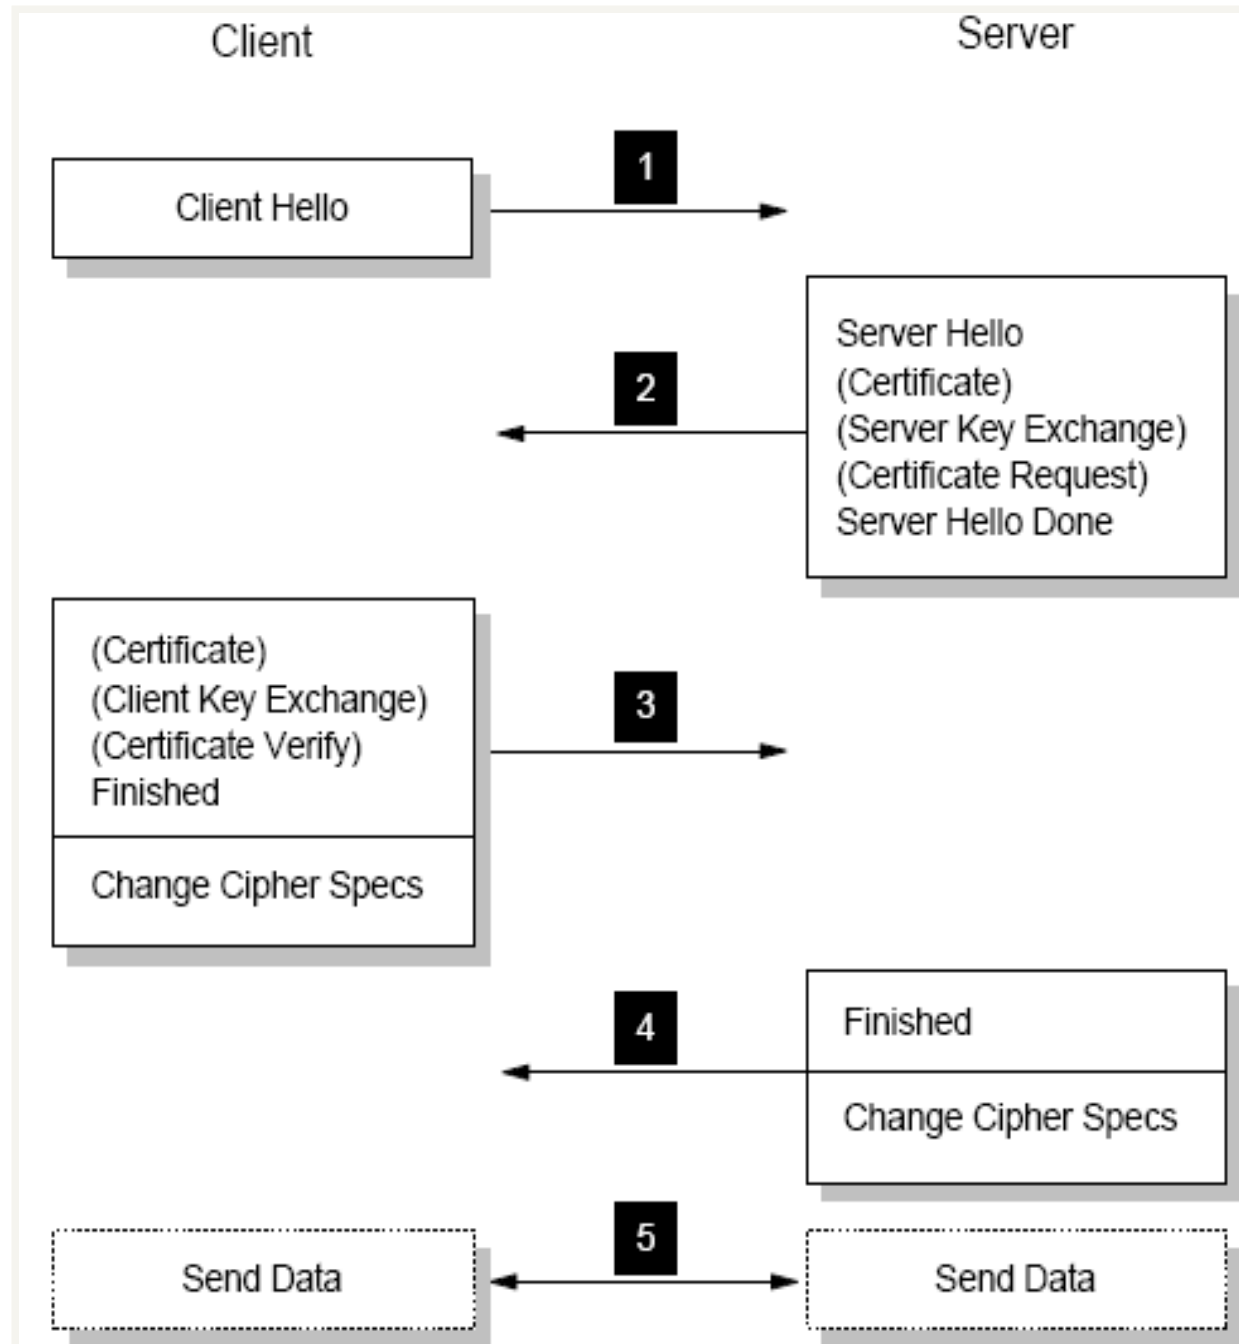 Client
Server
1
Client Hello
2
Server Hello
(Certificate)
(Server Key Exchange)
(Certificate Request)
Server Hello Done
3
(Certificate)
(Client Key Exchange)
(Certificate Verify)
Finished
Change Cipher Specs
4
Finished
Change Cipher Specs
5
Send Data
Send Data